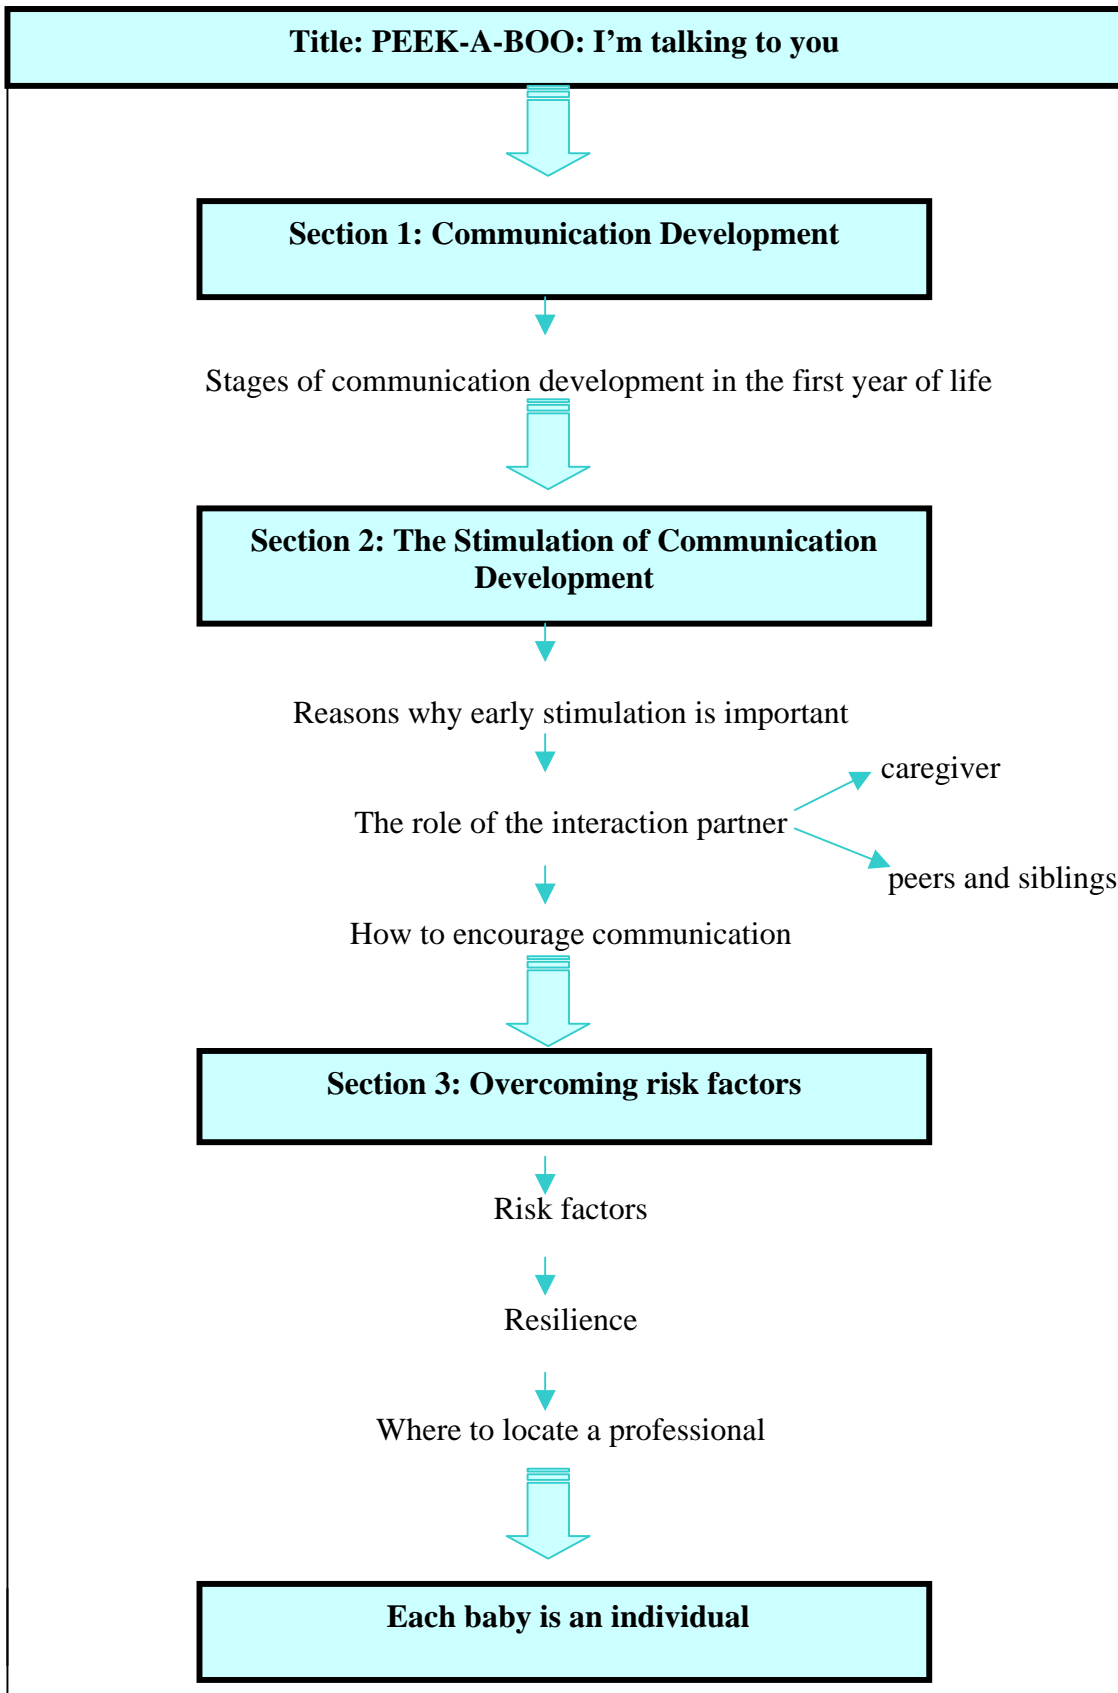 Title: PEEK-A-BOO: I’m talking to you
Section 1: Communication Development
Stages of communication development in the first year of life
Section 2: The Stimulation of Communication
Development
Reasons why early stimulation is important
caregiver
The role of the interaction partner
peers and siblings
How to encourage communication
Section 3: Overcoming risk factors
Risk factors
Resilience
Where to locate a professional
Each baby is an individual